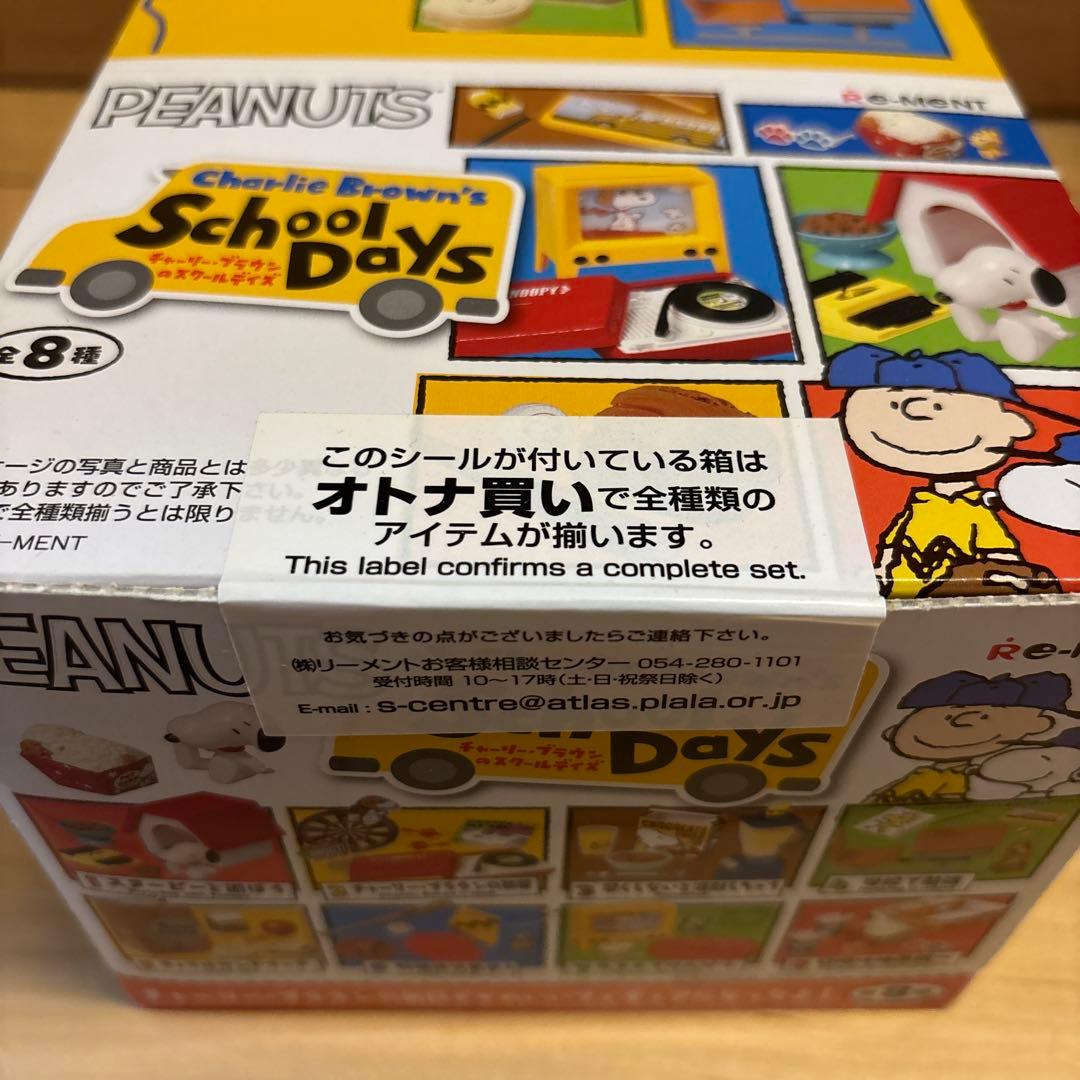 PEANUTS
Re-MENT
Charlie Brown's
School
Days
チャーリー・ブラウン
のスクールデイズ
SNOOPY
全8種
ージの写真と商品とは多少異
ありますのでご了承下さい。
で全種類揃うとは限りません。
-MENT
このシールが付いている箱は
オトナ買いで全種類の
アイテムが揃います。
This label confirms a complete set.
お気づきの点がございましたらご連絡下さい。
㈱リーメントお客様相談センター 054-280-1101
受付時間 10～17時(土・日・祝祭日除く)
E-mail : s-centre@atlas.plala.or.jp
EANU
Re-
Days
チャーリー・ブラウン
のスクールデイズ